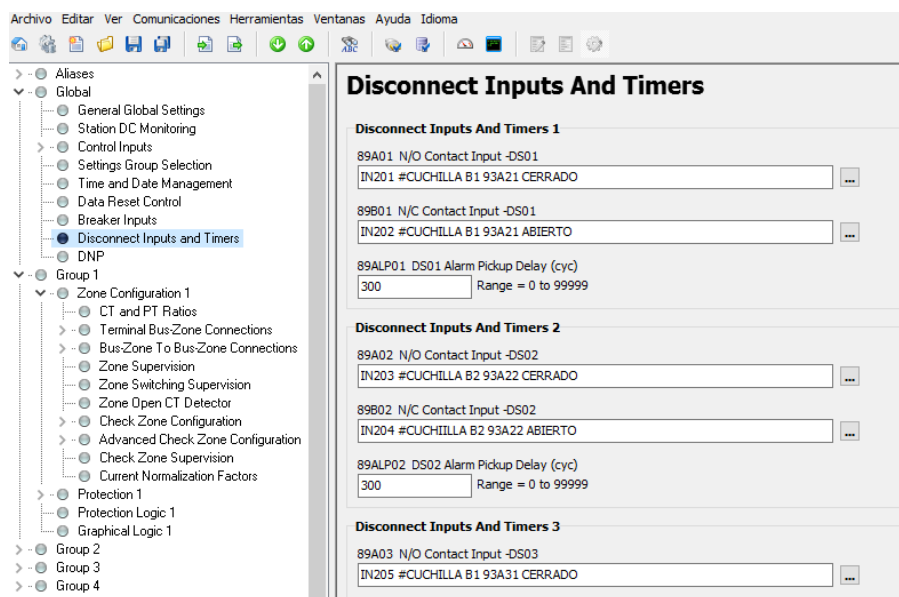 Archivo Editar Ver Comunicaciones Herramientas Ventanas Ayuda Idioma
Aliases
Global
General Global Settings
Station DC Monitoring
Control Inputs
Settings Group Selection
Time and Date Management
Data Reset Control
Breaker Inputs
Disconnect Inputs and Timers
DNP
Group 1
Zone Configuration 1
CT and PT Ratios
Terminal Bus-Zone Connections
Bus-Zone To Bus-Zone Connections
Zone Supervision
Zone Switching Supervision
Zone Open CT Detector
Check Zone Configuration
Advanced Check Zone Configuration
Check Zone Supervision
Current Normalization Factors
Protection 1
Protection Logic 1
Graphical Logic 1
Group 2
Group 3
Group 4
Disconnect Inputs And Timers
Disconnect Inputs And Timers 1
89A01 N/O Contact Input -DS01
IN201 #CUCHILLA B1 93A21 CERRADO
...
89B01 N/C Contact Input -DS01
IN202 #CUCHILLA B1 93A21 ABIERTO
...
89ALP01 DS01 Alarm Pickup Delay (cyc)
300 Range = 0 to 99999
Disconnect Inputs And Timers 2
89A02 N/O Contact Input -DS02
IN203 #CUCHILLA B2 93A22 CERRADO
...
89B02 N/C Contact Input -DS02
IN204 #CUCHIILLA B2 93A22 ABIERTO
...
89ALP02 DS02 Alarm Pickup Delay (cyc)
300 Range = 0 to 99999
Disconnect Inputs And Timers 3
89A03 N/O Contact Input -DS03
IN205 #CUCHILLA B1 93A31 CERRADO
...